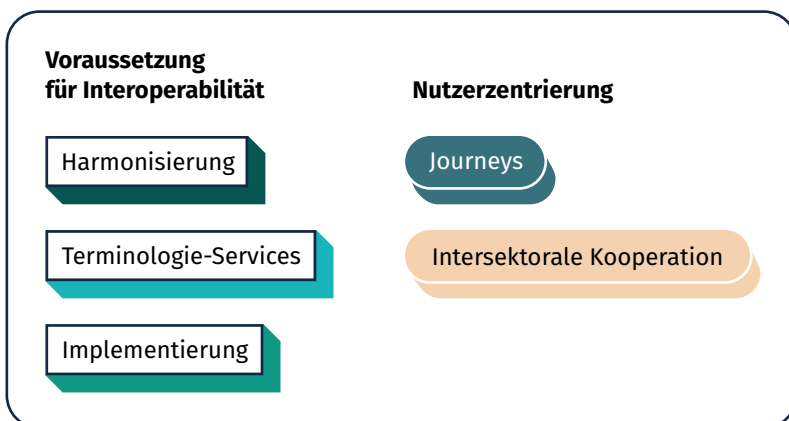 Voraussetzung
für Interoperabilität
Harmonisierung
Terminologie-Services
Implementierung
Nutzerzentrierung
Journeys
Intersektorale Kooperation